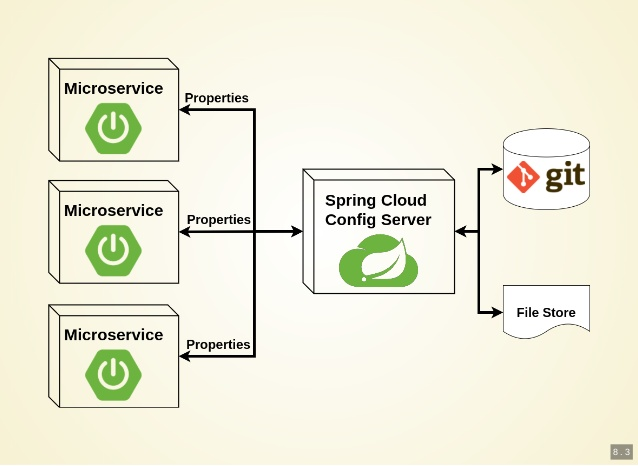 Microservice
Properties
Microservice
Properties
Microservice
Properties
Spring Cloud
Config Server
git
File Store
8.3